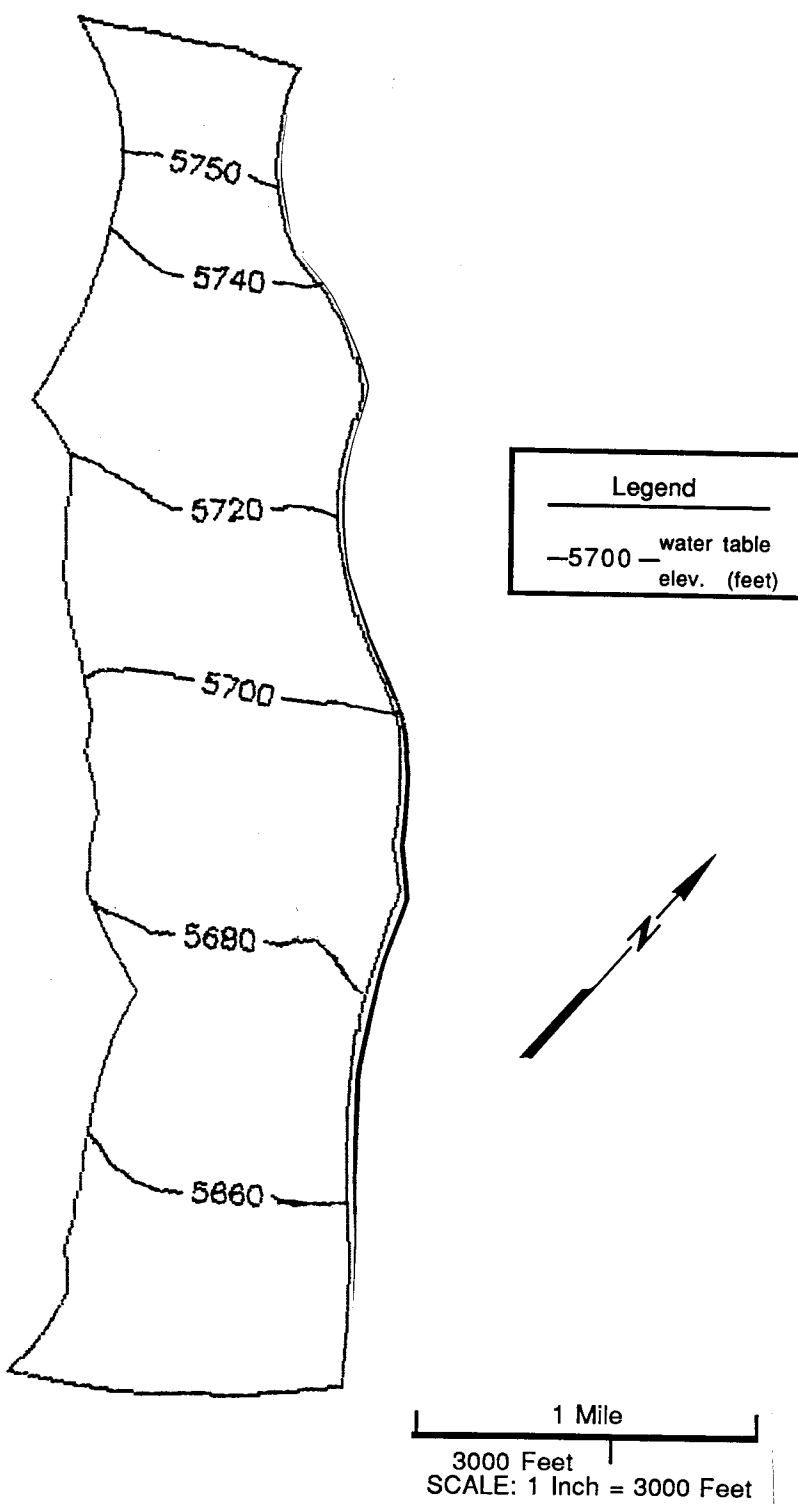 5750
5740
5720
5700
5680
5660
Legend
—5700— water table
elev. (feet)
N
1 Mile
3000 Feet
SCALE: 1 Inch = 3000 Feet